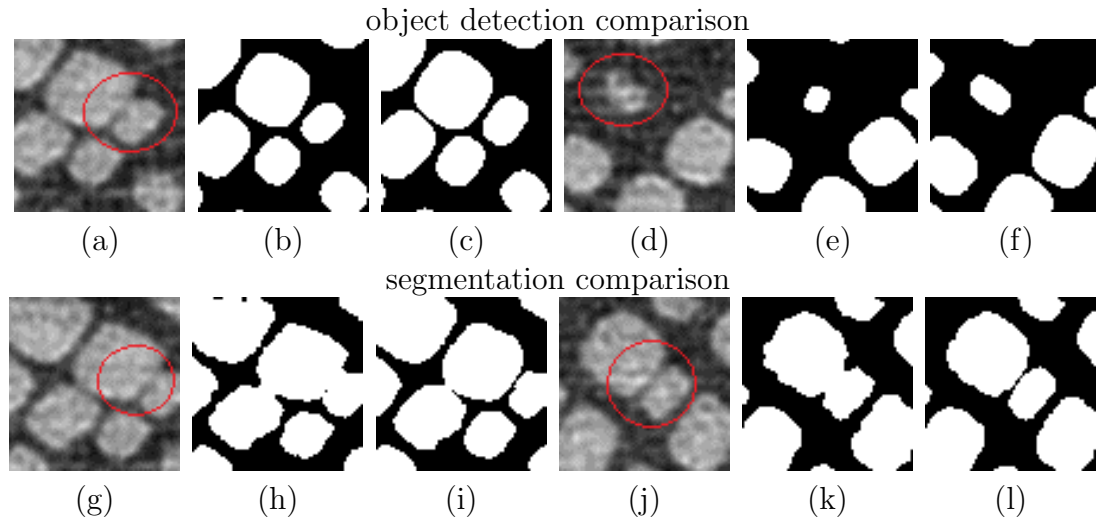 object detection comparison
(a) (b) (c) (d) (e) (f)
segmentation comparison
(g) (h) (i) (j) (k) (l)